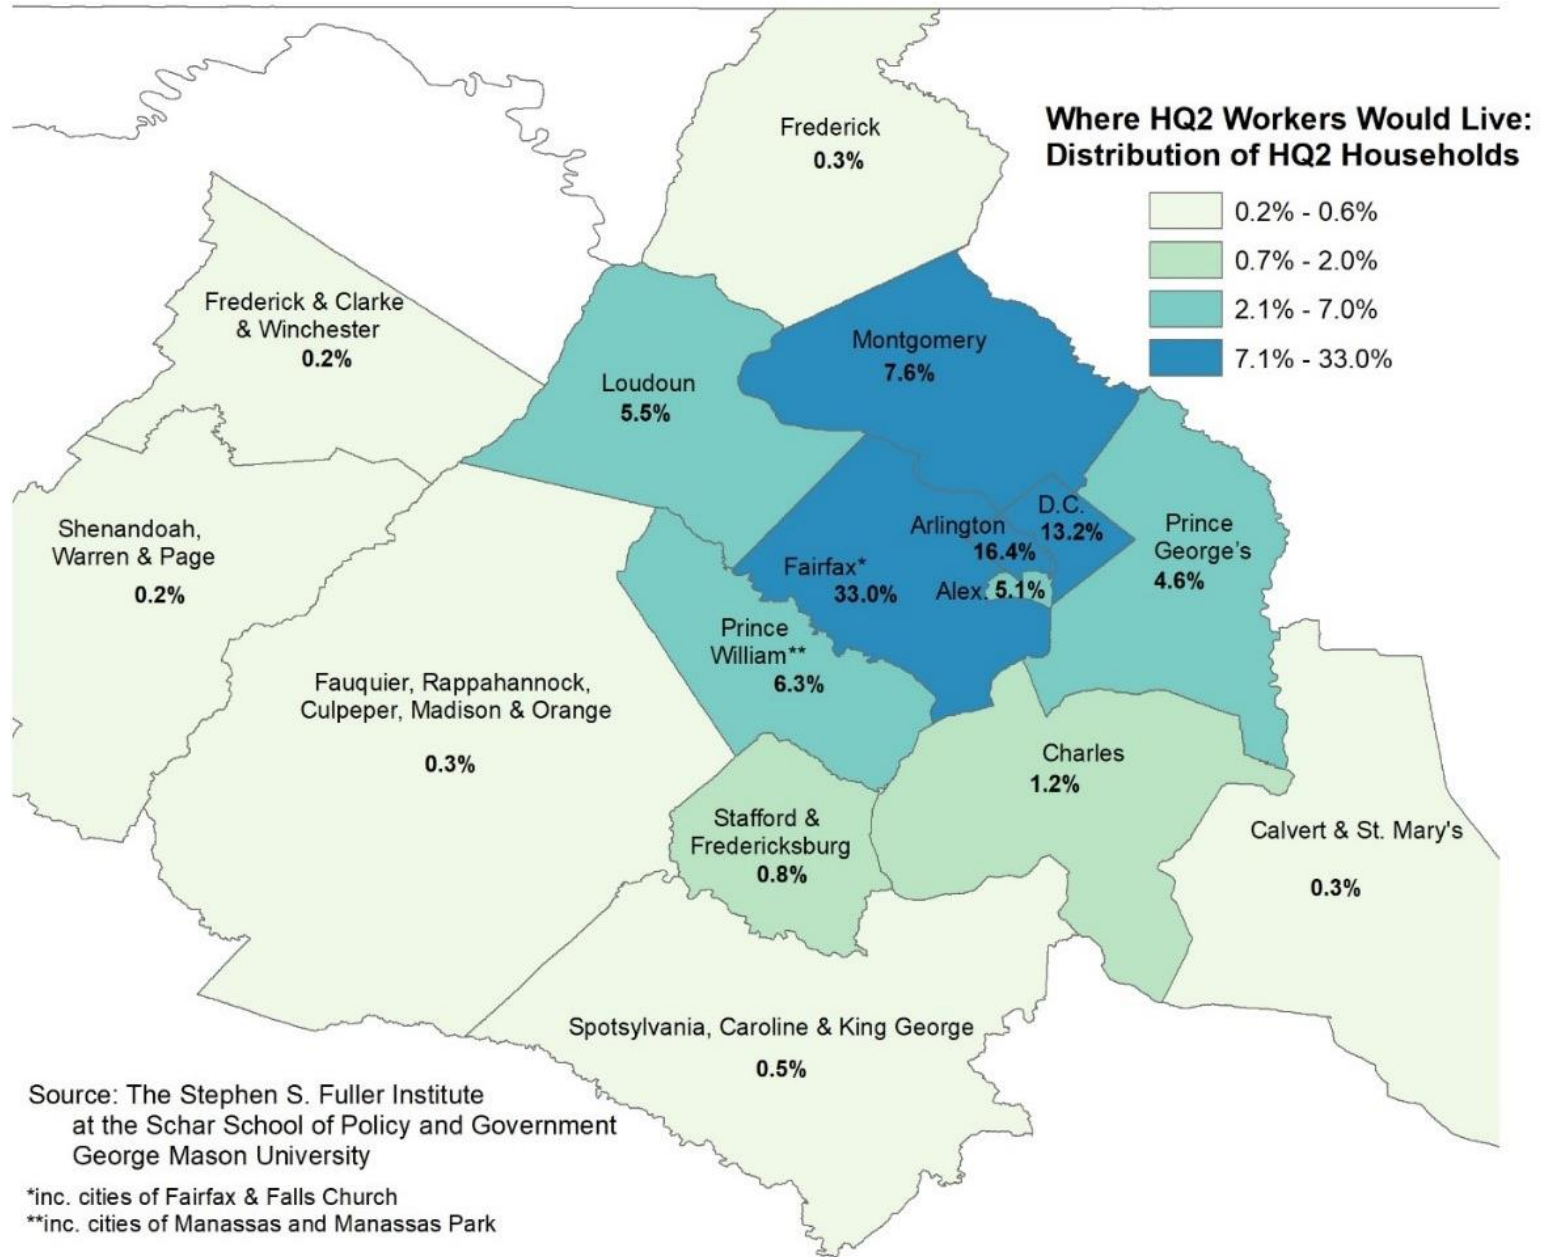 Where HQ2 Workers Would Live:
Distribution of HQ2 Households
0.2% - 0.6%
0.7% - 2.0%
2.1% - 7.0%
7.1% - 33.0%
Frederick
0.3%
Frederick & Clarke
& Winchester
0.2%
Montgomery
7.6%
Loudoun
5.5%
D.C.
13.2%
Arlington
16.4%
Prince
George’s
4.6%
Shenandoah,
Warren & Page
0.2%
Fairfax*
33.0%
Alex. 5.1%
Prince
William**
6.3%
Fauquier, Rappahannock,
Culpeper, Madison & Orange
0.3%
Charles
1.2%
Stafford &
Fredericksburg
0.8%
Calvert & St. Mary's
0.3%
Spotsylvania, Caroline & King George
0.5%
Source: The Stephen S. Fuller Institute
at the Schar School of Policy and Government
George Mason University
*inc. cities of Fairfax & Falls Church
**inc. cities of Manassas and Manassas Park